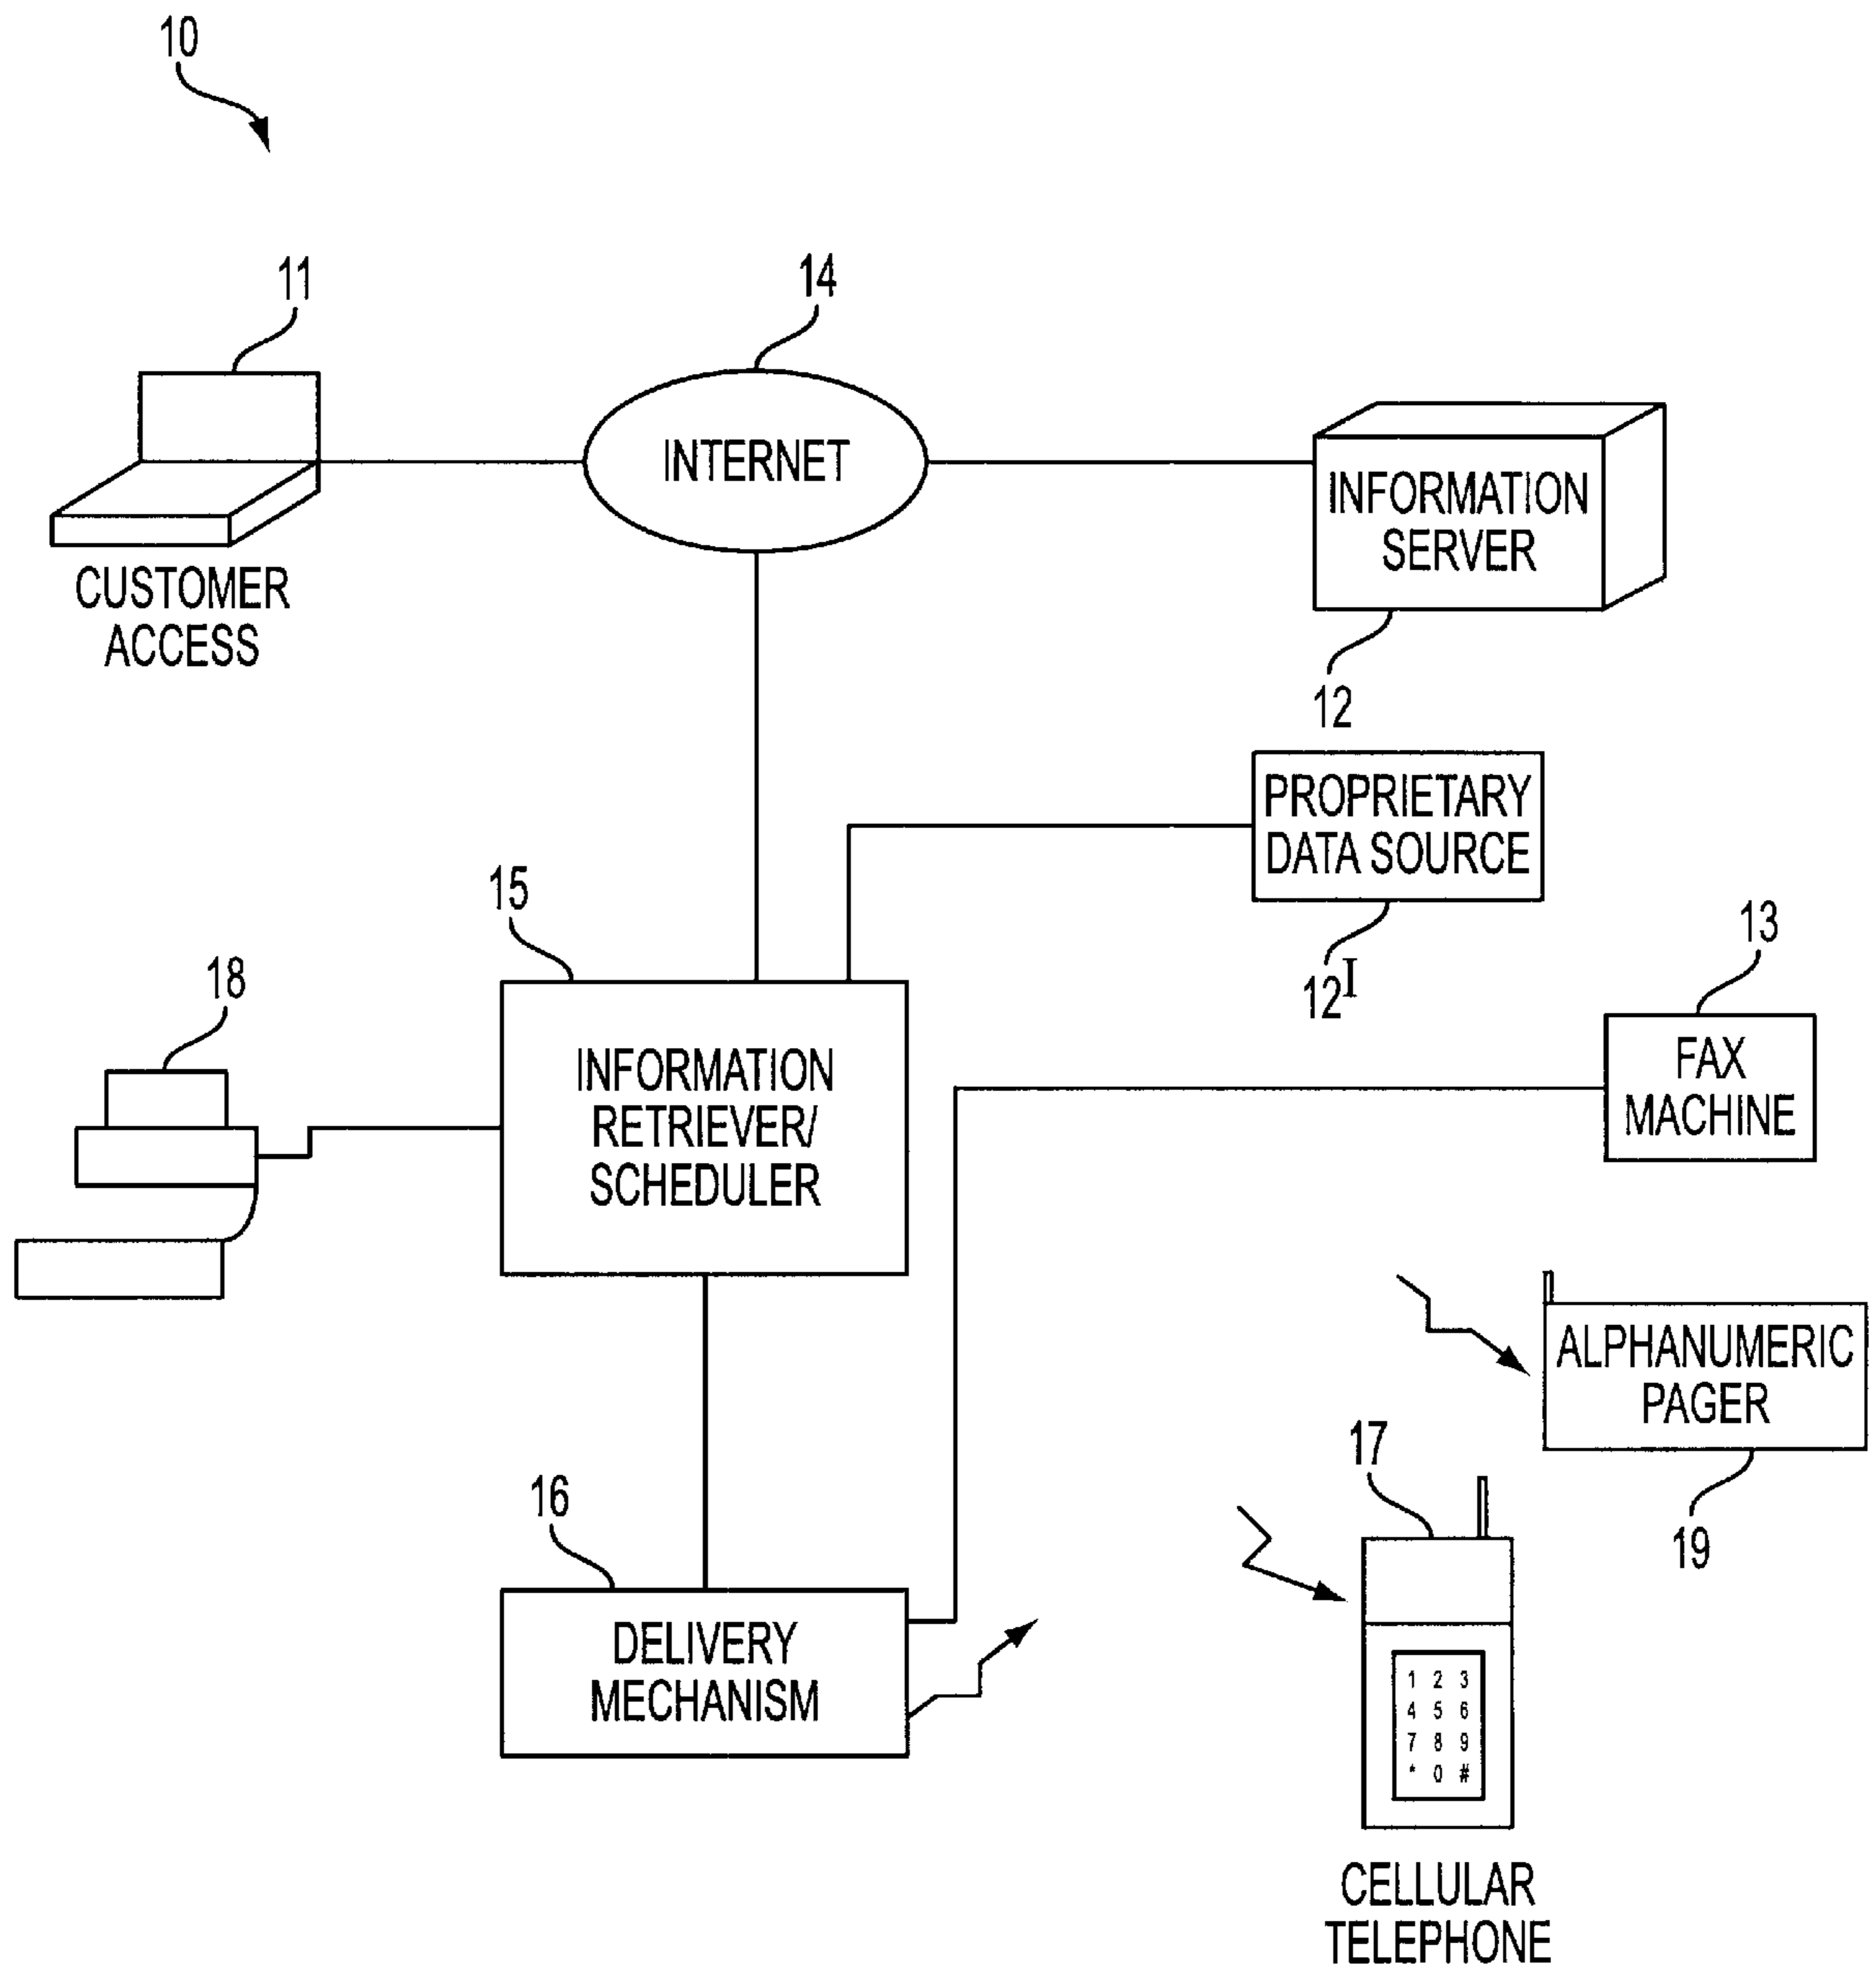 10
11
14
INTERNET
INFORMATION
SERVER
CUSTOMER
ACCESS
12
PROPRIETARY
DATA SOURCE
12I
15
18
INFORMATION
RETRIEVER/
SCHEDULER
13
FAX
MACHINE
ALPHANUMERIC
PAGER
19
17
16
DELIVERY
MECHANISM
1 2 3
4 5 6
7 8 9
* 0 #
CELLULAR
TELEPHONE